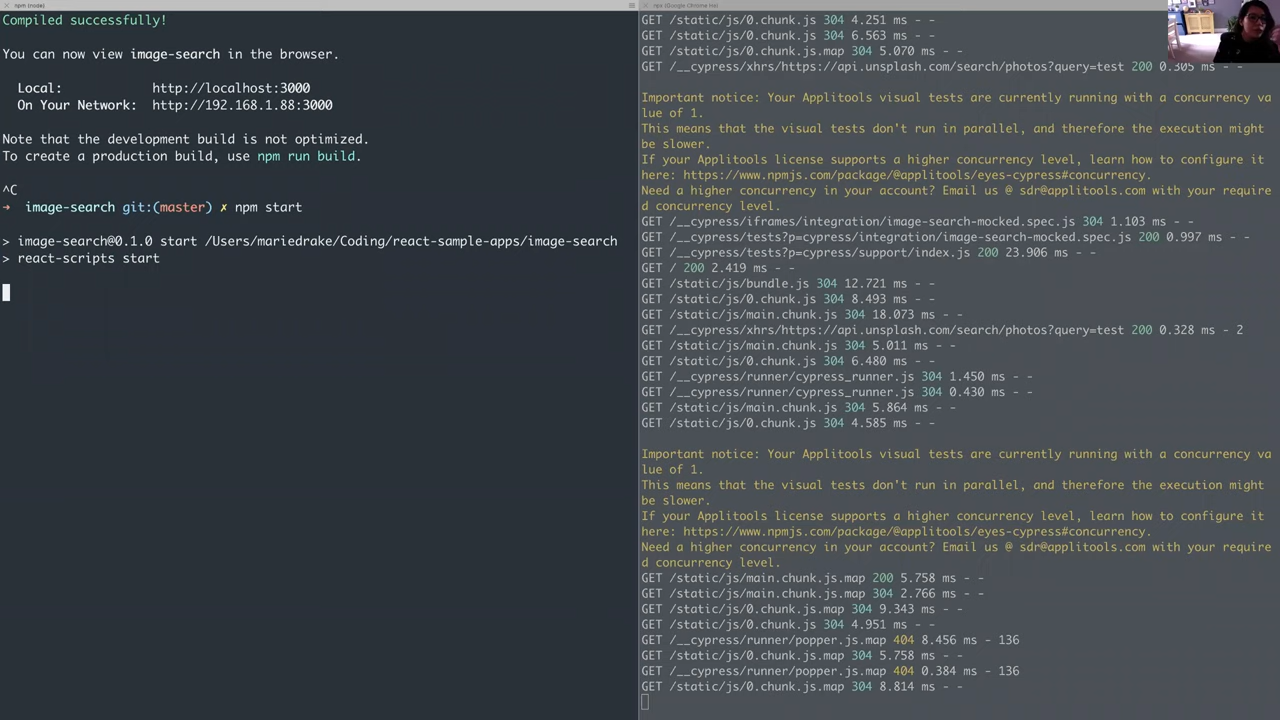 npm (node)
Compiled successfully!
You can now view image-search in the browser.
Local: http://localhost:3000
On Your Network: http://192.168.1.88:3000
Note that the development build is not optimized.
To create a production build, use npm run build.
^C
➜ image-search git:(master) ✗ npm start
> image-search@0.1.0 start /Users/mariedrake/Coding/react-sample-apps/image-search
> react-scripts start
npx (Google Chrome He)
GET /static/js/0.chunk.js 304 4.251 ms - -
GET /static/js/0.chunk.js 304 6.563 ms - -
GET /static/js/0.chunk.js.map 304 5.070 ms - -
GET /__cypress/xhrs/https://api.unsplash.com/search/photos?query=test 200 0.305 ms - -
Important notice: Your Applitools visual tests are currently running with a concurrency va
lue of 1.
This means that the visual tests don't run in parallel, and therefore the execution might
be slower.
If your Applitools license supports a higher concurrency level, learn how to configure it
here: https://www.npmjs.com/package/@applitools/eyes-cypress#concurrency.
Need a higher concurrency in your account? Email us @ sdr@applitools.com with your require
d concurrency level.
GET /__cypress/iframes/integration/image-search-mocked.spec.js 304 1.103 ms - -
GET /__cypress/tests?p=cypress/integration/image-search-mocked.spec.js 200 0.997 ms - -
GET /__cypress/tests?p=cypress/support/index.js 200 23.906 ms - -
GET / 200 2.419 ms - -
GET /static/js/bundle.js 304 12.721 ms - -
GET /static/js/0.chunk.js 304 8.493 ms - -
GET /static/js/main.chunk.js 304 18.073 ms - -
GET /__cypress/xhrs/https://api.unsplash.com/search/photos?query=test 200 0.328 ms - 2
GET /static/js/main.chunk.js 304 5.011 ms - -
GET /static/js/0.chunk.js 304 6.480 ms - -
GET /__cypress/runner/cypress_runner.js 304 1.450 ms - -
GET /__cypress/runner/cypress_runner.js 304 0.430 ms - -
GET /static/js/main.chunk.js 304 5.864 ms - -
GET /static/js/0.chunk.js 304 4.585 ms - -
Important notice: Your Applitools visual tests are currently running with a concurrency va
lue of 1.
This means that the visual tests don't run in parallel, and therefore the execution might
be slower.
If your Applitools license supports a higher concurrency level, learn how to configure it
here: https://www.npmjs.com/package/@applitools/eyes-cypress#concurrency.
Need a higher concurrency in your account? Email us @ sdr@applitools.com with your require
d concurrency level.
GET /static/js/main.chunk.js.map 200 5.758 ms - -
GET /static/js/main.chunk.js.map 304 2.766 ms - -
GET /static/js/0.chunk.js.map 304 9.343 ms - -
GET /static/js/0.chunk.js 304 4.951 ms - -
GET /__cypress/runner/popper.js.map 404 8.456 ms - 136
GET /static/js/0.chunk.js.map 304 5.758 ms - -
GET /__cypress/runner/popper.js.map 404 0.384 ms - 136
GET /static/js/0.chunk.js.map 304 8.814 ms - -